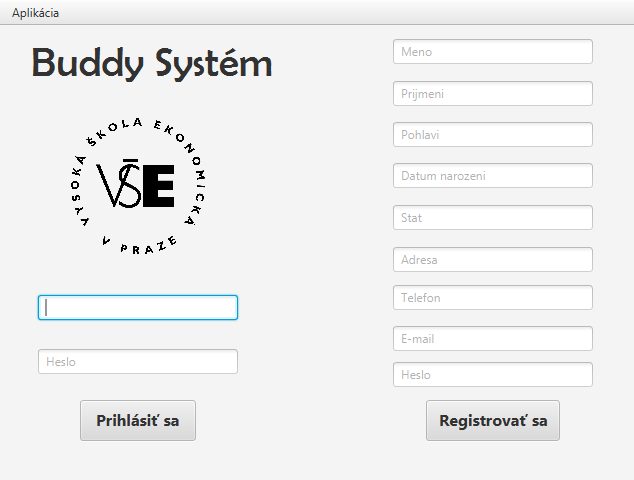 Aplikácia
Buddy Systém
VYSOKÁ ŠKOLA EKONOMICKÁ
V PRAZE
VŠE
Heslo
Prihlásiť sa
Meno
Prijmeni
Pohlavi
Datum narozeni
Stat
Adresa
Telefon
E-mail
Heslo
Registrovať sa